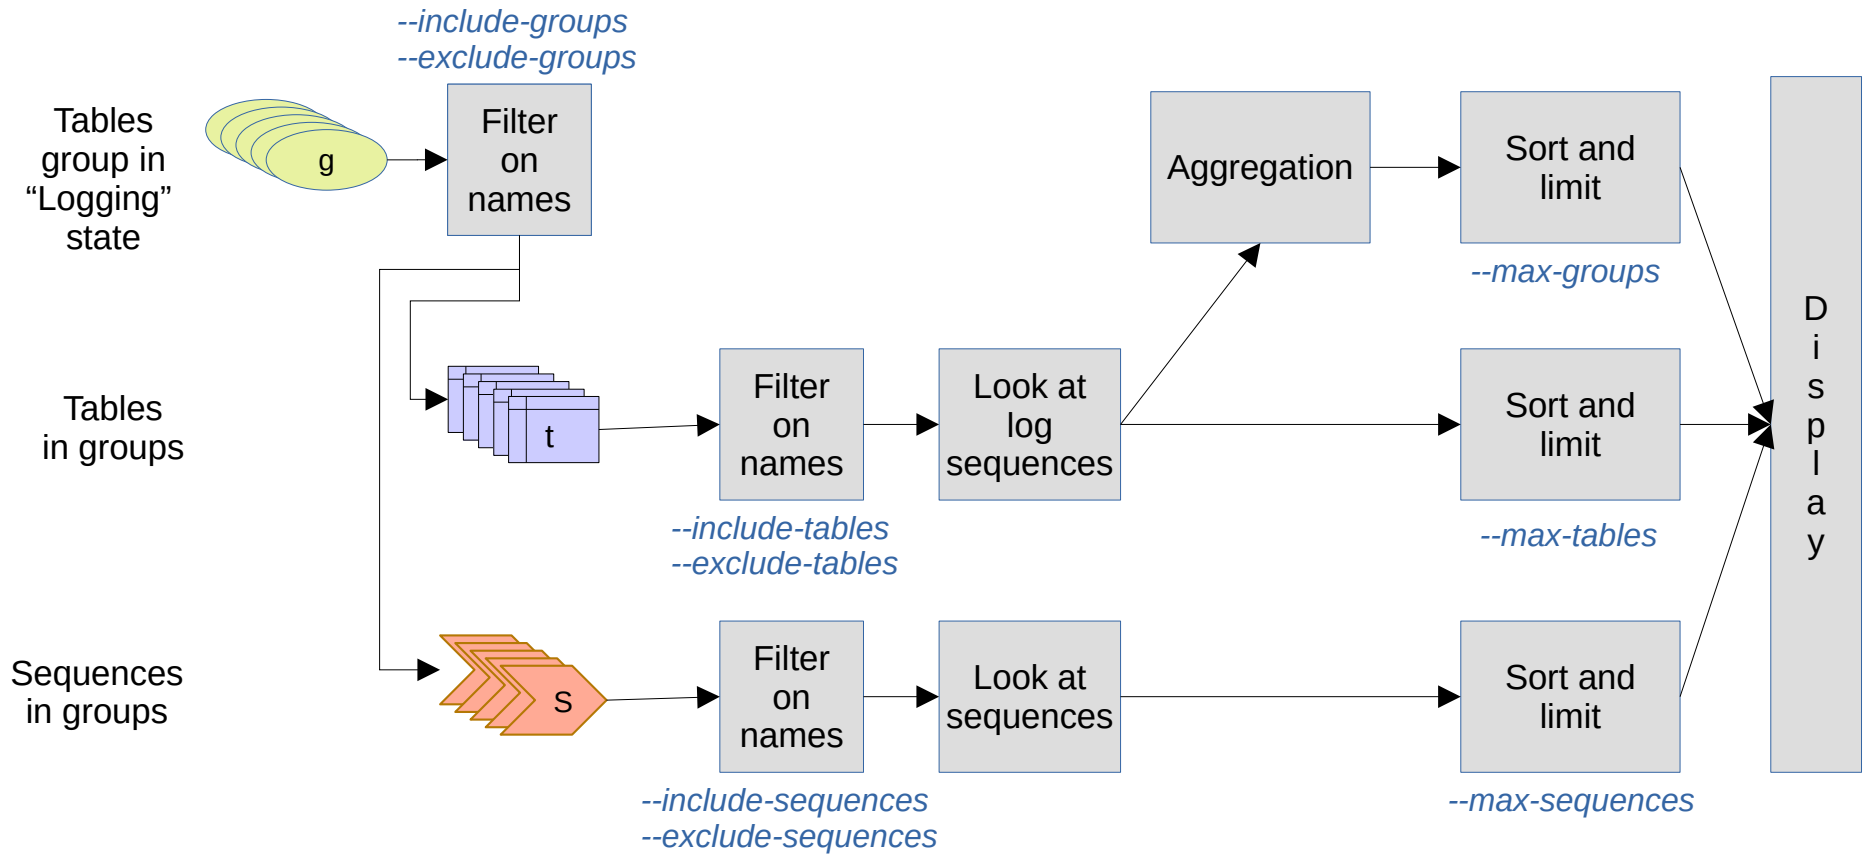 --include-groups
--exclude-groups
Tables
group in
“Logging”
state
g
Filter
on
names
Aggregation
Sort and
limit
--max-groups
Tables
in groups
t
Filter
on
names
--include-tables
--exclude-tables
Look at
log
sequences
Sort and
limit
--max-tables
Sequences
in groups
S
Filter
on
names
--include-sequences
--exclude-sequences
Look at
sequences
Sort and
limit
--max-sequences
D
i
s
p
l
a
y